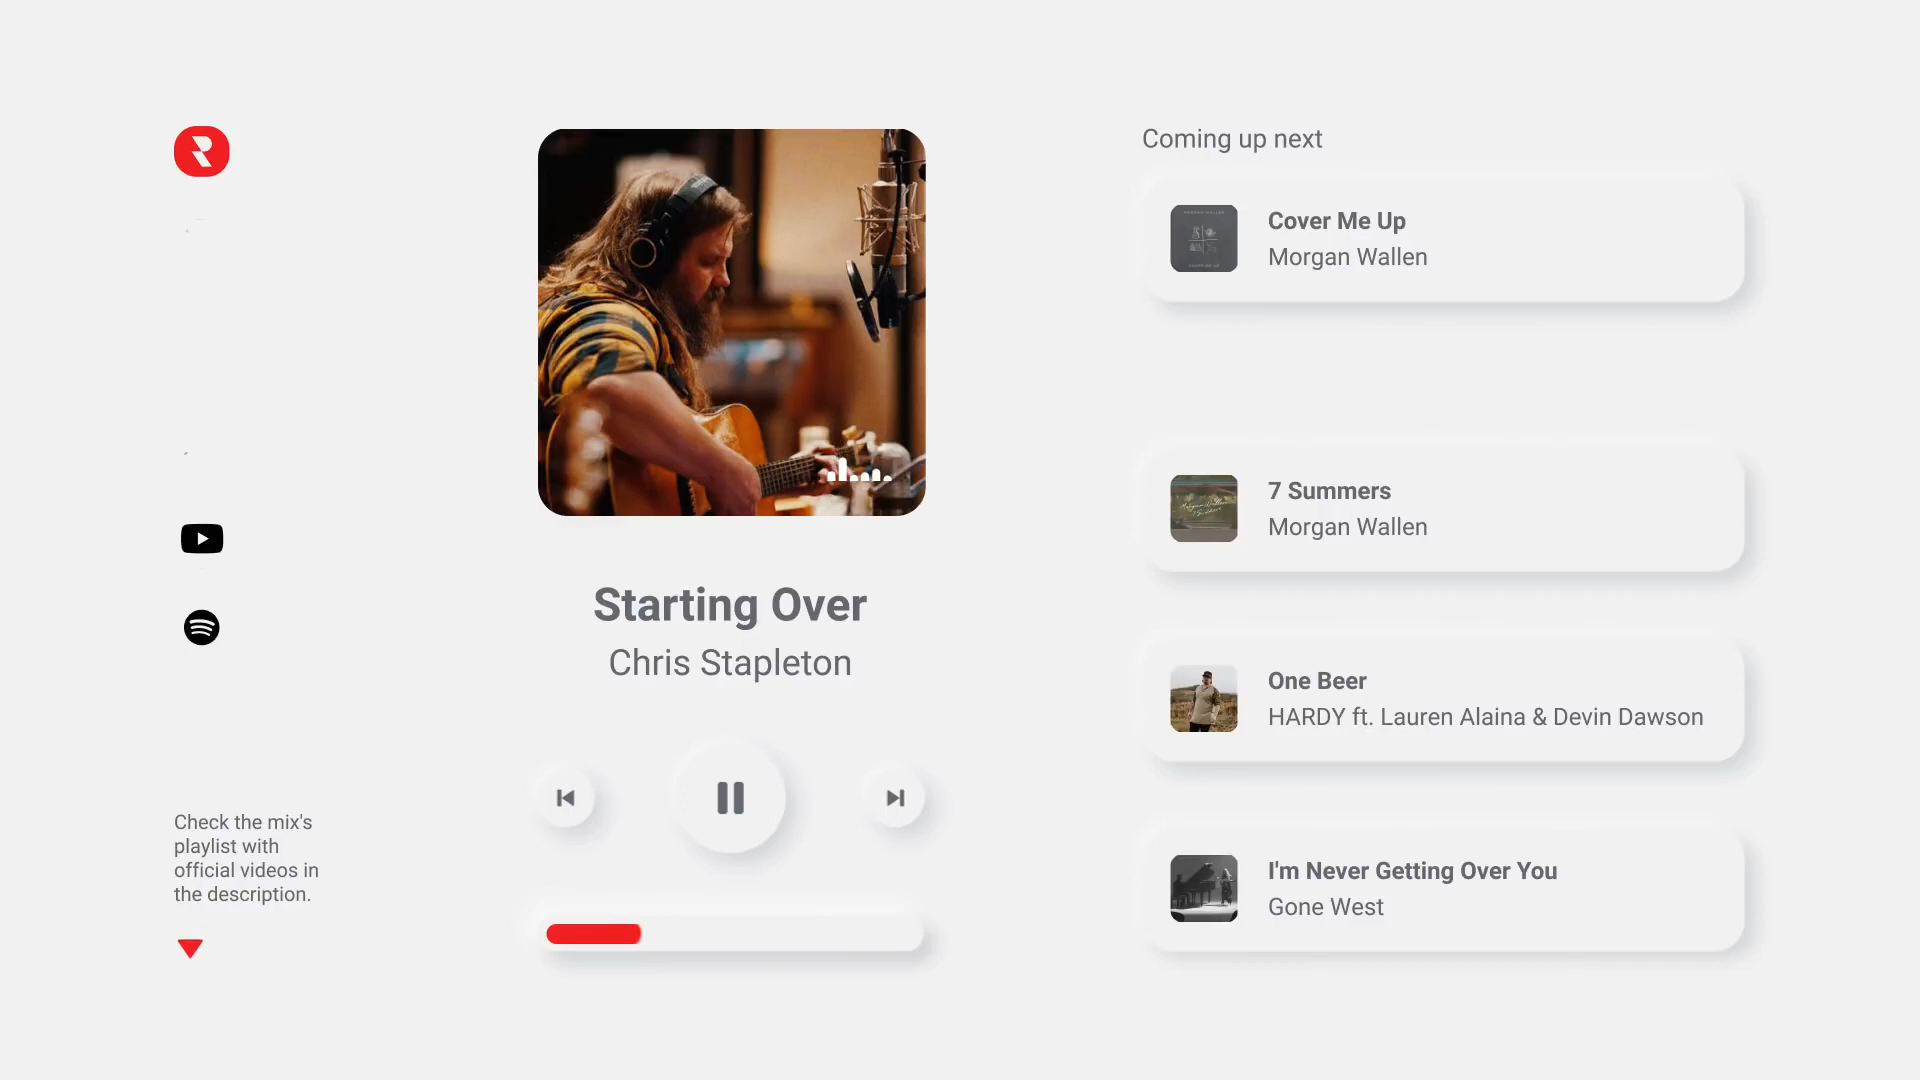 Coming up next
Cover Me Up
Morgan Wallen
7 Summers
Morgan Wallen
One Beer
HARDY ft. Lauren Alaina & Devin Dawson
I'm Never Getting Over You
Gone West
Starting Over
Chris Stapleton
Check the mix's
playlist with
official videos in
the description.